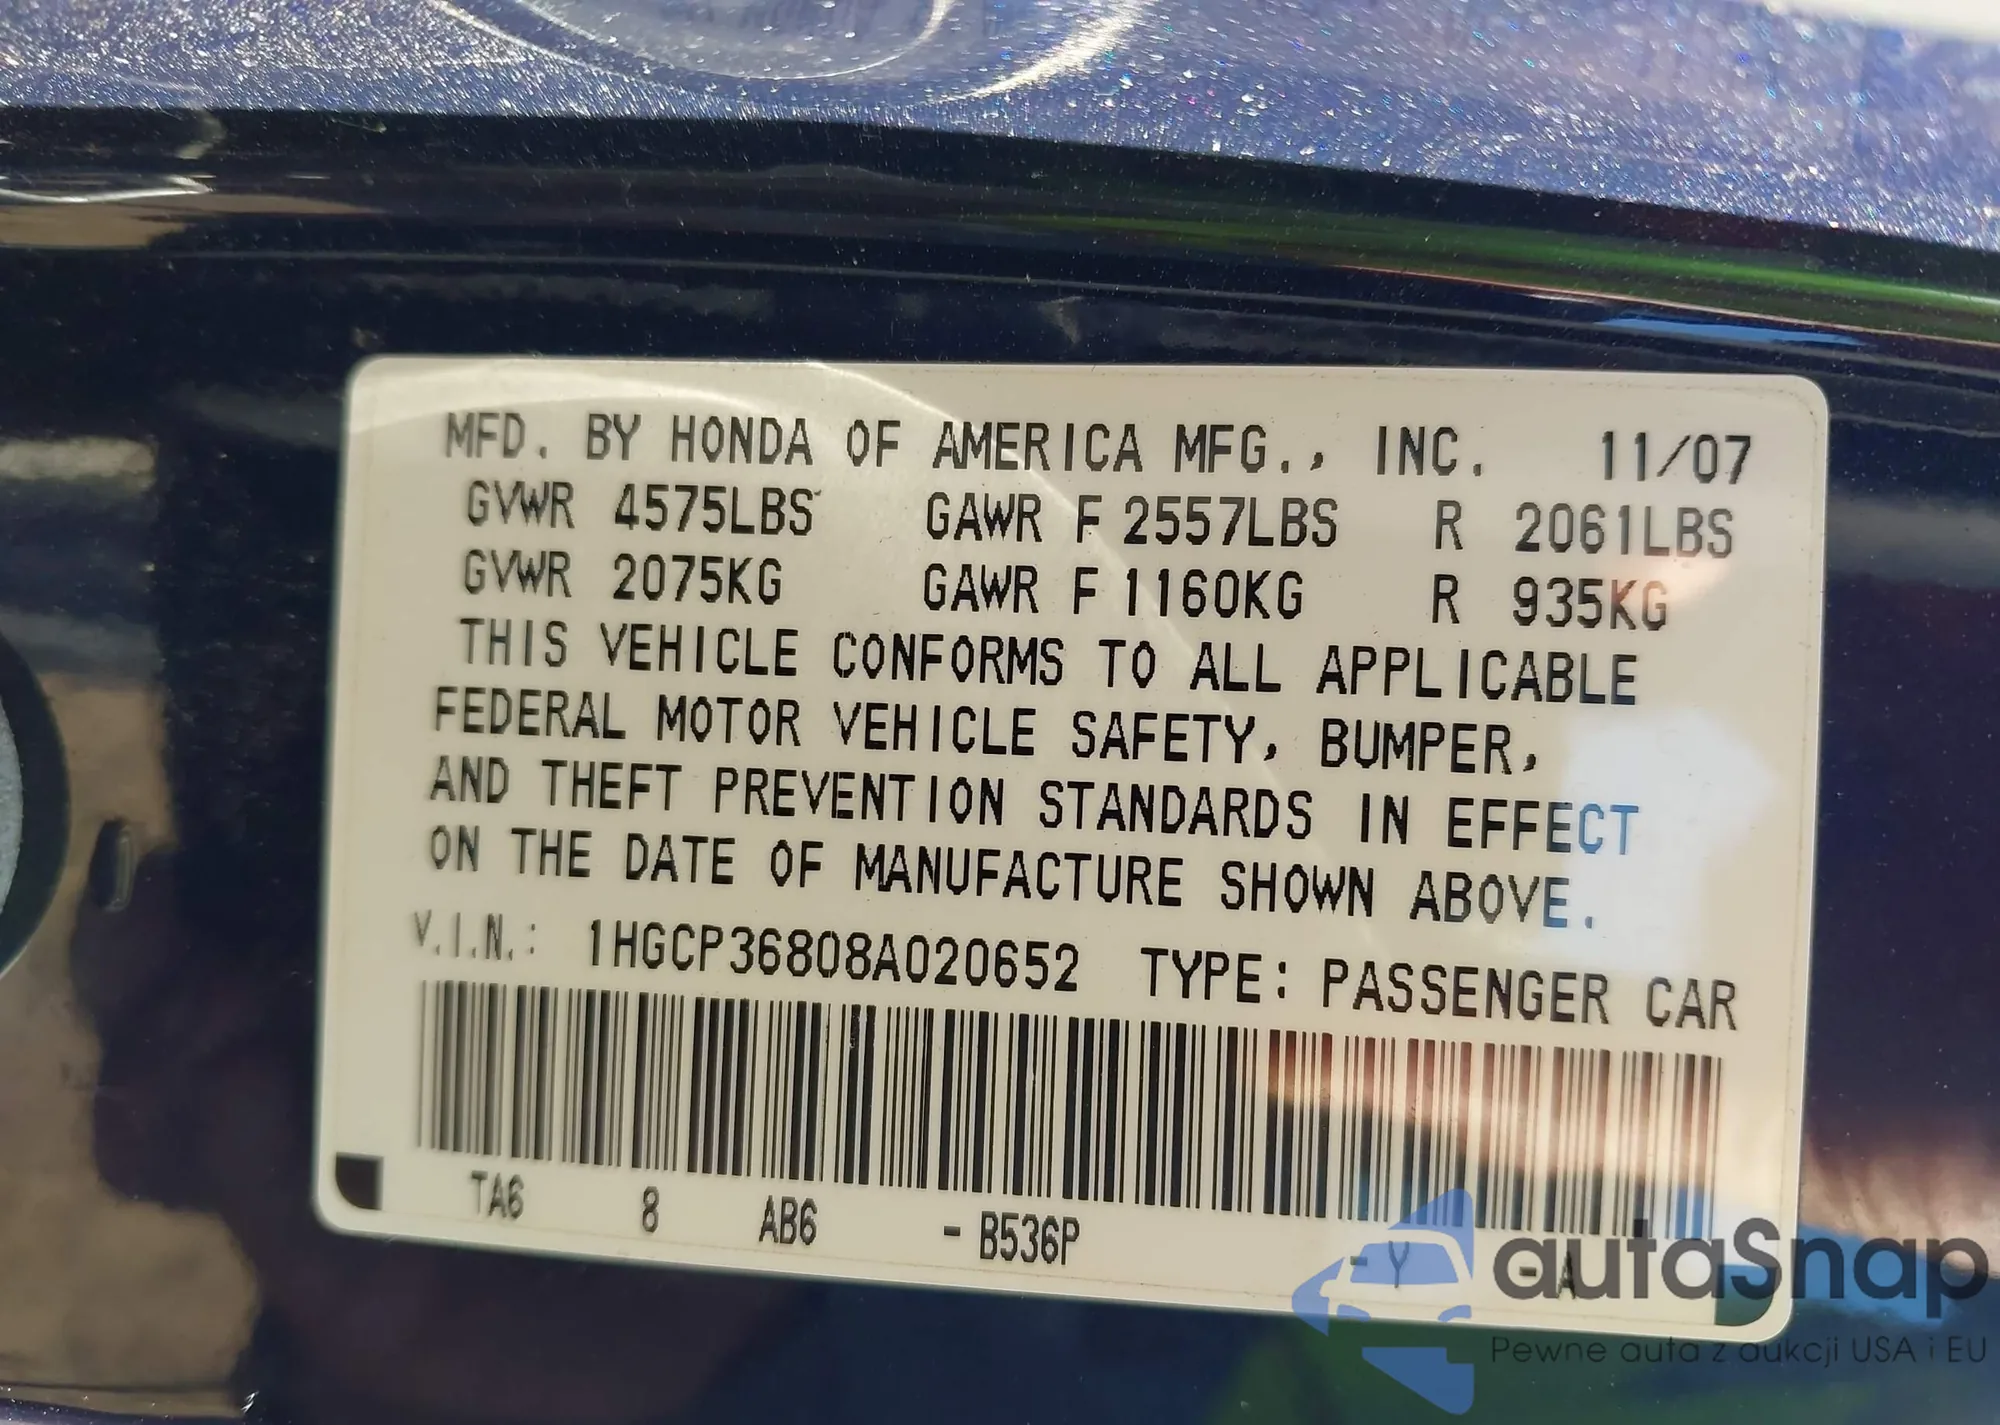 MFD. BY HONDA OF AMERICA MFG., INC. 11/07
GVWR 4575LBS GAWR F 2557LBS R 2061LBS
GVWR 2075KG GAWR F 1160KG R 935KG
THIS VEHICLE CONFORMS TO ALL APPLICABLE
FEDERAL MOTOR VEHICLE SAFETY, BUMPER,
AND THEFT PREVENTION STANDARDS IN EFFECT
ON THE DATE OF MANUFACTURE SHOWN ABOVE.
V.I.N.: 1HGCP36808A020652 TYPE: PASSENGER CAR
TA6 8 AB6 - B536P - Y - A
autaSnap
Pewne auta z aukcji USA i EU